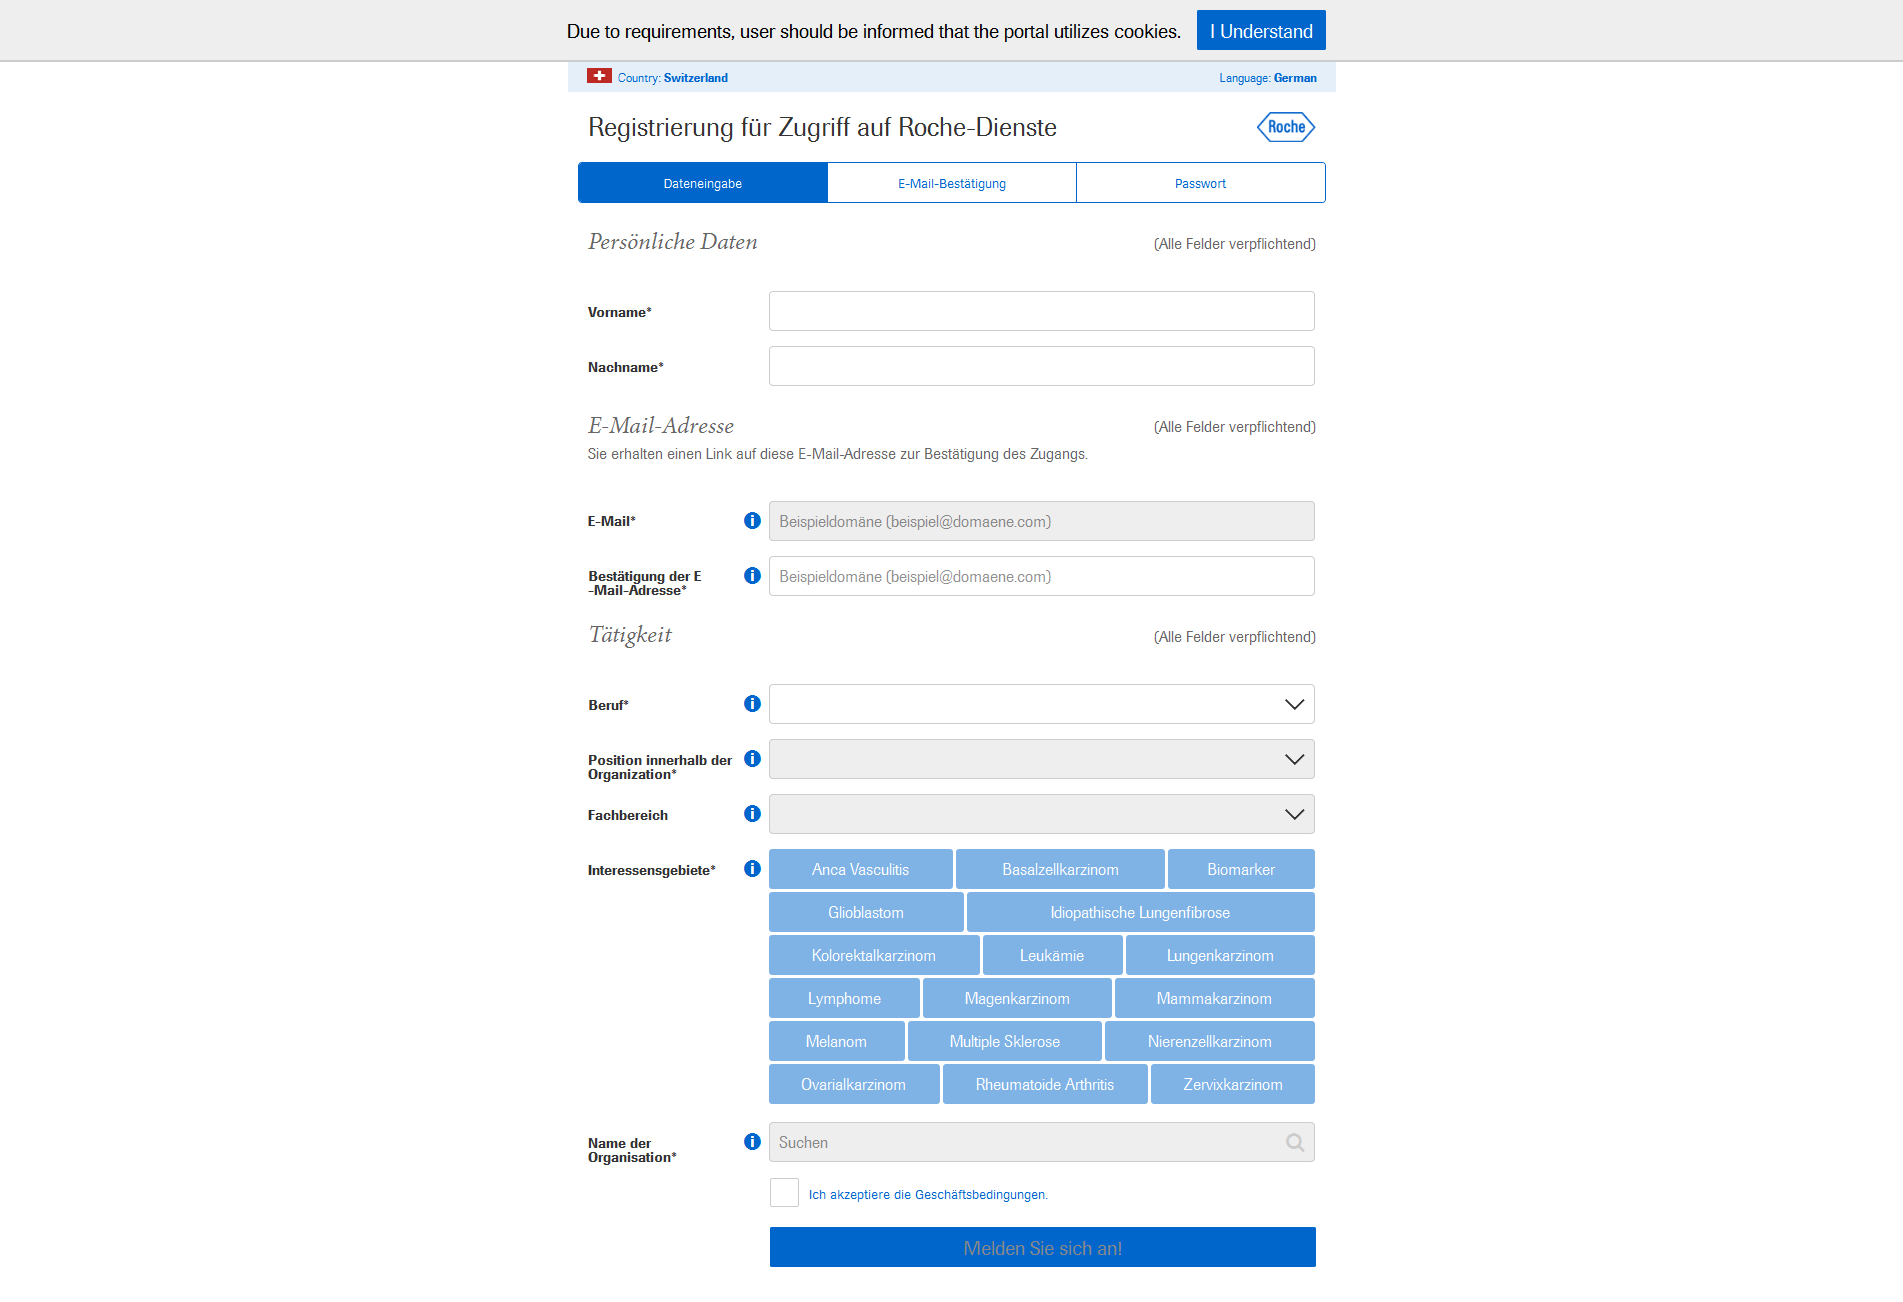 Due to requirements, user should be informed that the portal utilizes cookies. I Understand
Country: Switzerland Language: German
Registrierung für Zugriff auf Roche-Dienste Roche
Dateneingabe E-Mail-Bestätigung Passwort
Persönliche Daten (Alle Felder verpflichtend)
Vorname*
Nachname*
E-Mail-Adresse (Alle Felder verpflichtend)
Sie erhalten einen Link auf diese E-Mail-Adresse zur Bestätigung des Zugangs.
E-Mail* i Beispieldomäne (beispiel@domaene.com)
Bestätigung der E i Beispieldomäne (beispiel@domaene.com)
-Mail-Adresse*
Tätigkeit (Alle Felder verpflichtend)
Beruf* i
Position innerhalb der i
Organization*
Fachbereich i
Interessensgebiete* i Anca Vasculitis Basalzellkarzinom Biomarker
Glioblastom Idiopathische Lungenfibrose
Kolorektalkarzinom Leukämie Lungenkarzinom
Lymphome Magenkarzinom Mammakarzinom
Melanom Multiple Sklerose Nierenzellkarzinom
Ovarialkarzinom Rheumatoide Arthritis Zervixkarzinom
Name der i Suchen
Organisation*
Ich akzeptiere die Geschäftsbedingungen.
Melden Sie sich an!